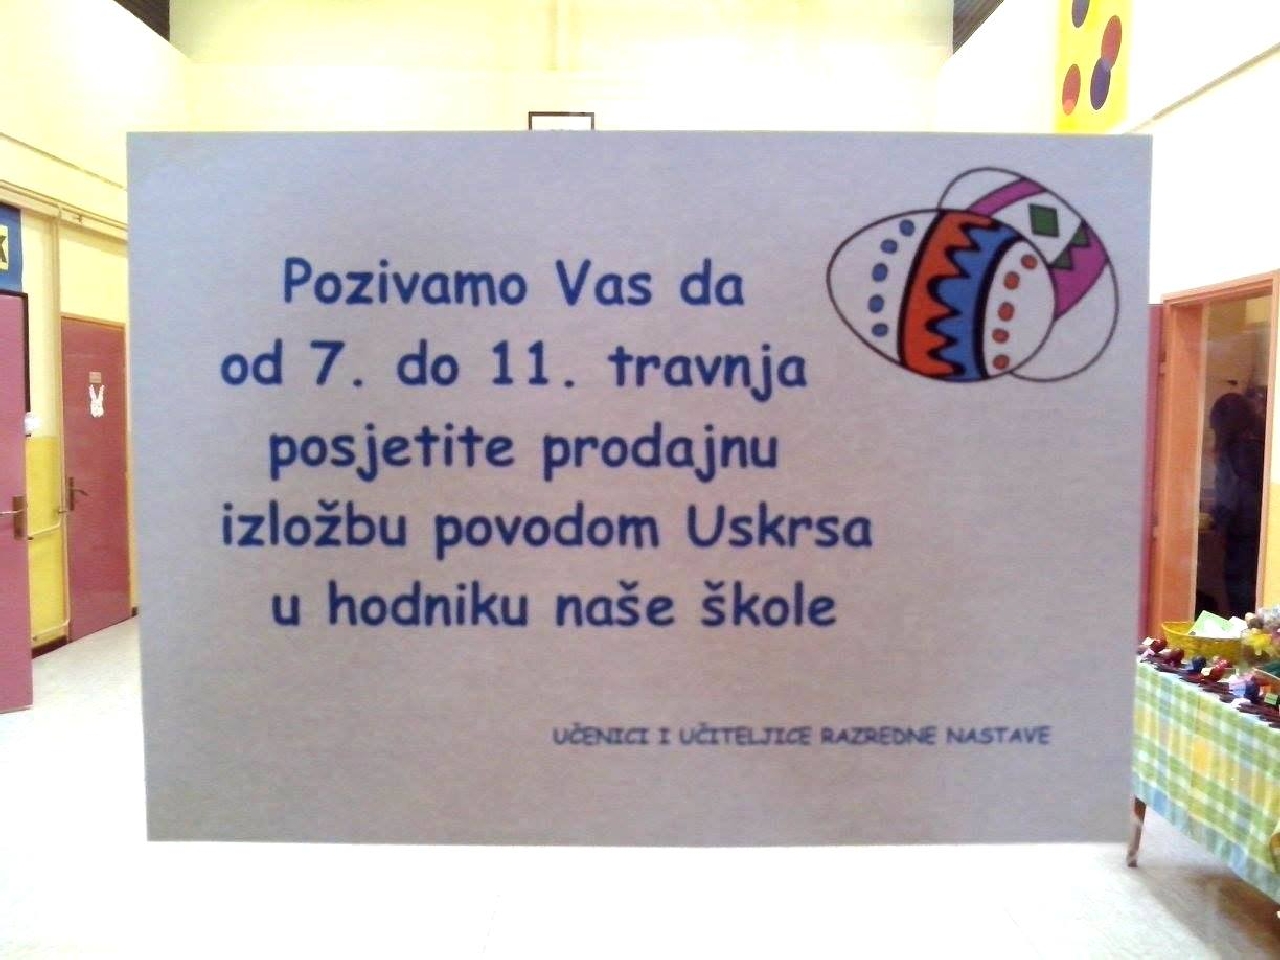 Pozivamo Vas da
od 7. do 11. travnja
posjetite prodajnu
izložbu povodom Uskrsa
u hodniku naše škole
UČENICI I UČITELJICE RAZREDNE NASTAVE